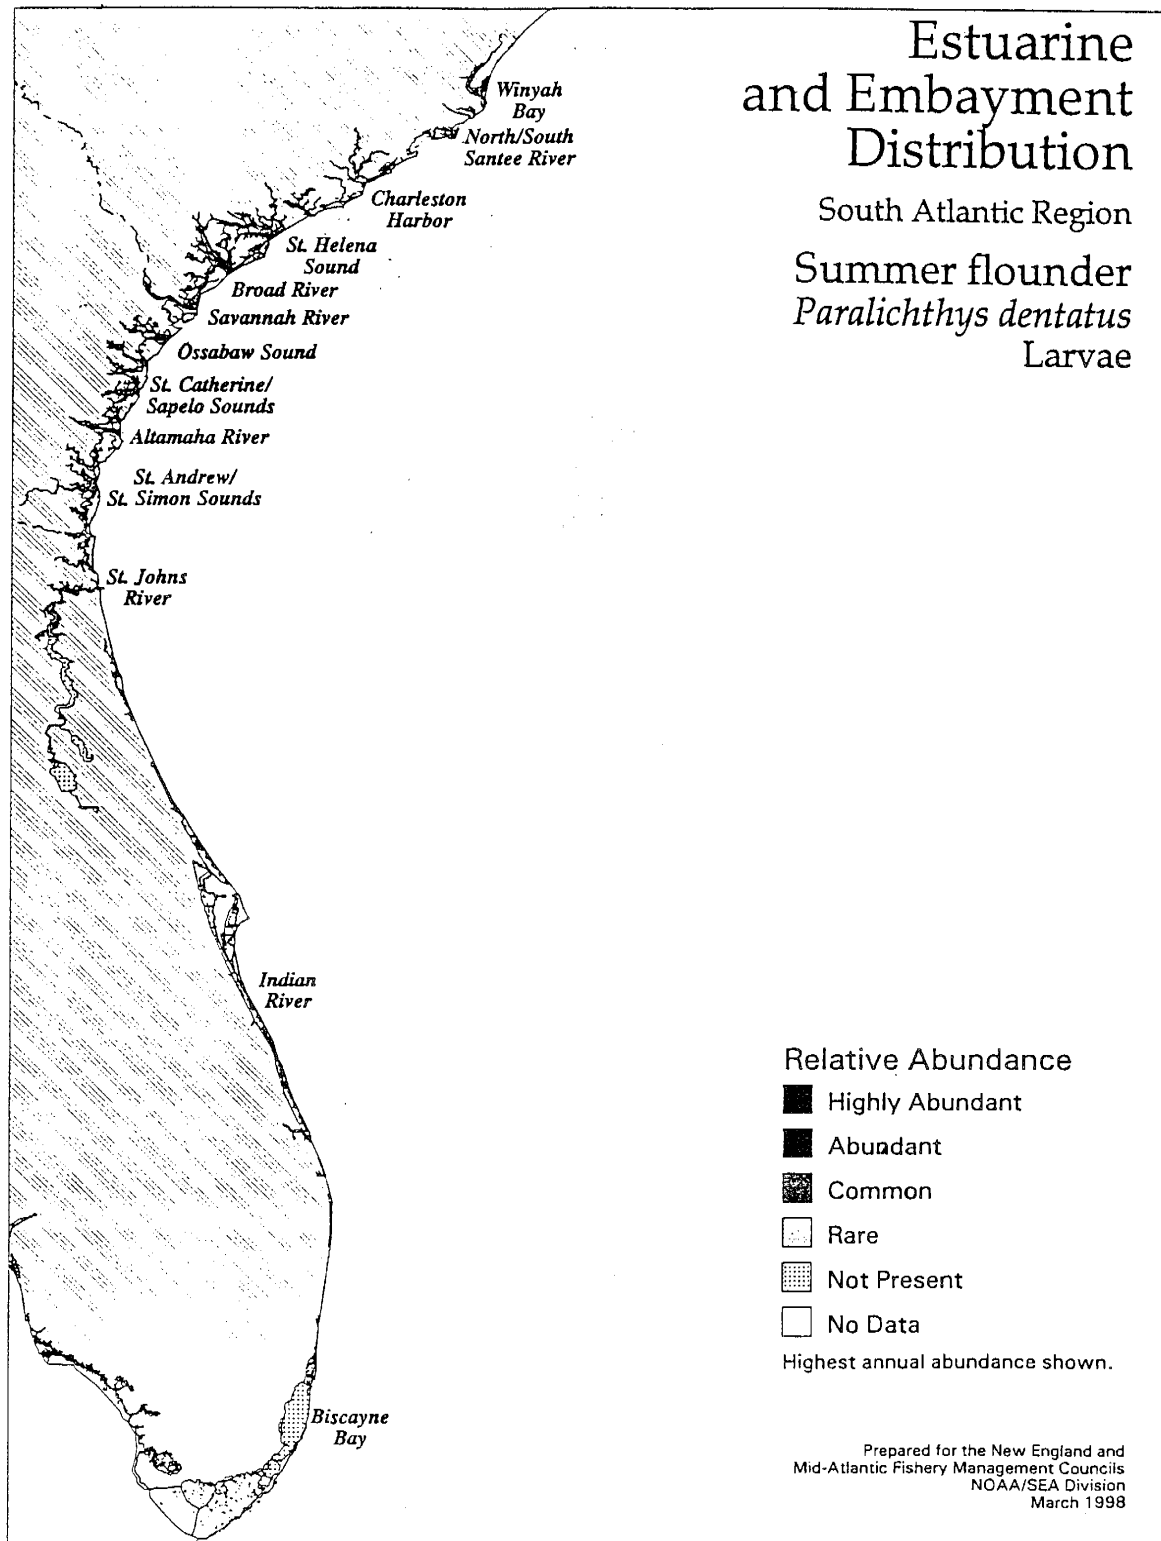 Estuarine
and Embayment
Distribution
South Atlantic Region
Summer flounder
Paralichthys dentatus
Larvae
Winyah
Bay
North/South
Santee River
Charleston
Harbor
St. Helena
Sound
Broad River
Savannah River
Ossabaw Sound
St. Catherine/
Sapelo Sounds
Altamaha River
St. Andrew/
St. Simon Sounds
St. Johns
River
Indian
River
Biscayne
Bay
Relative Abundance
Highly Abundant
Abundant
Common
Rare
Not Present
No Data
Highest annual abundance shown.
Prepared for the New England and
Mid-Atlantic Fishery Management Councils
NOAA/SEA Division
March 1998